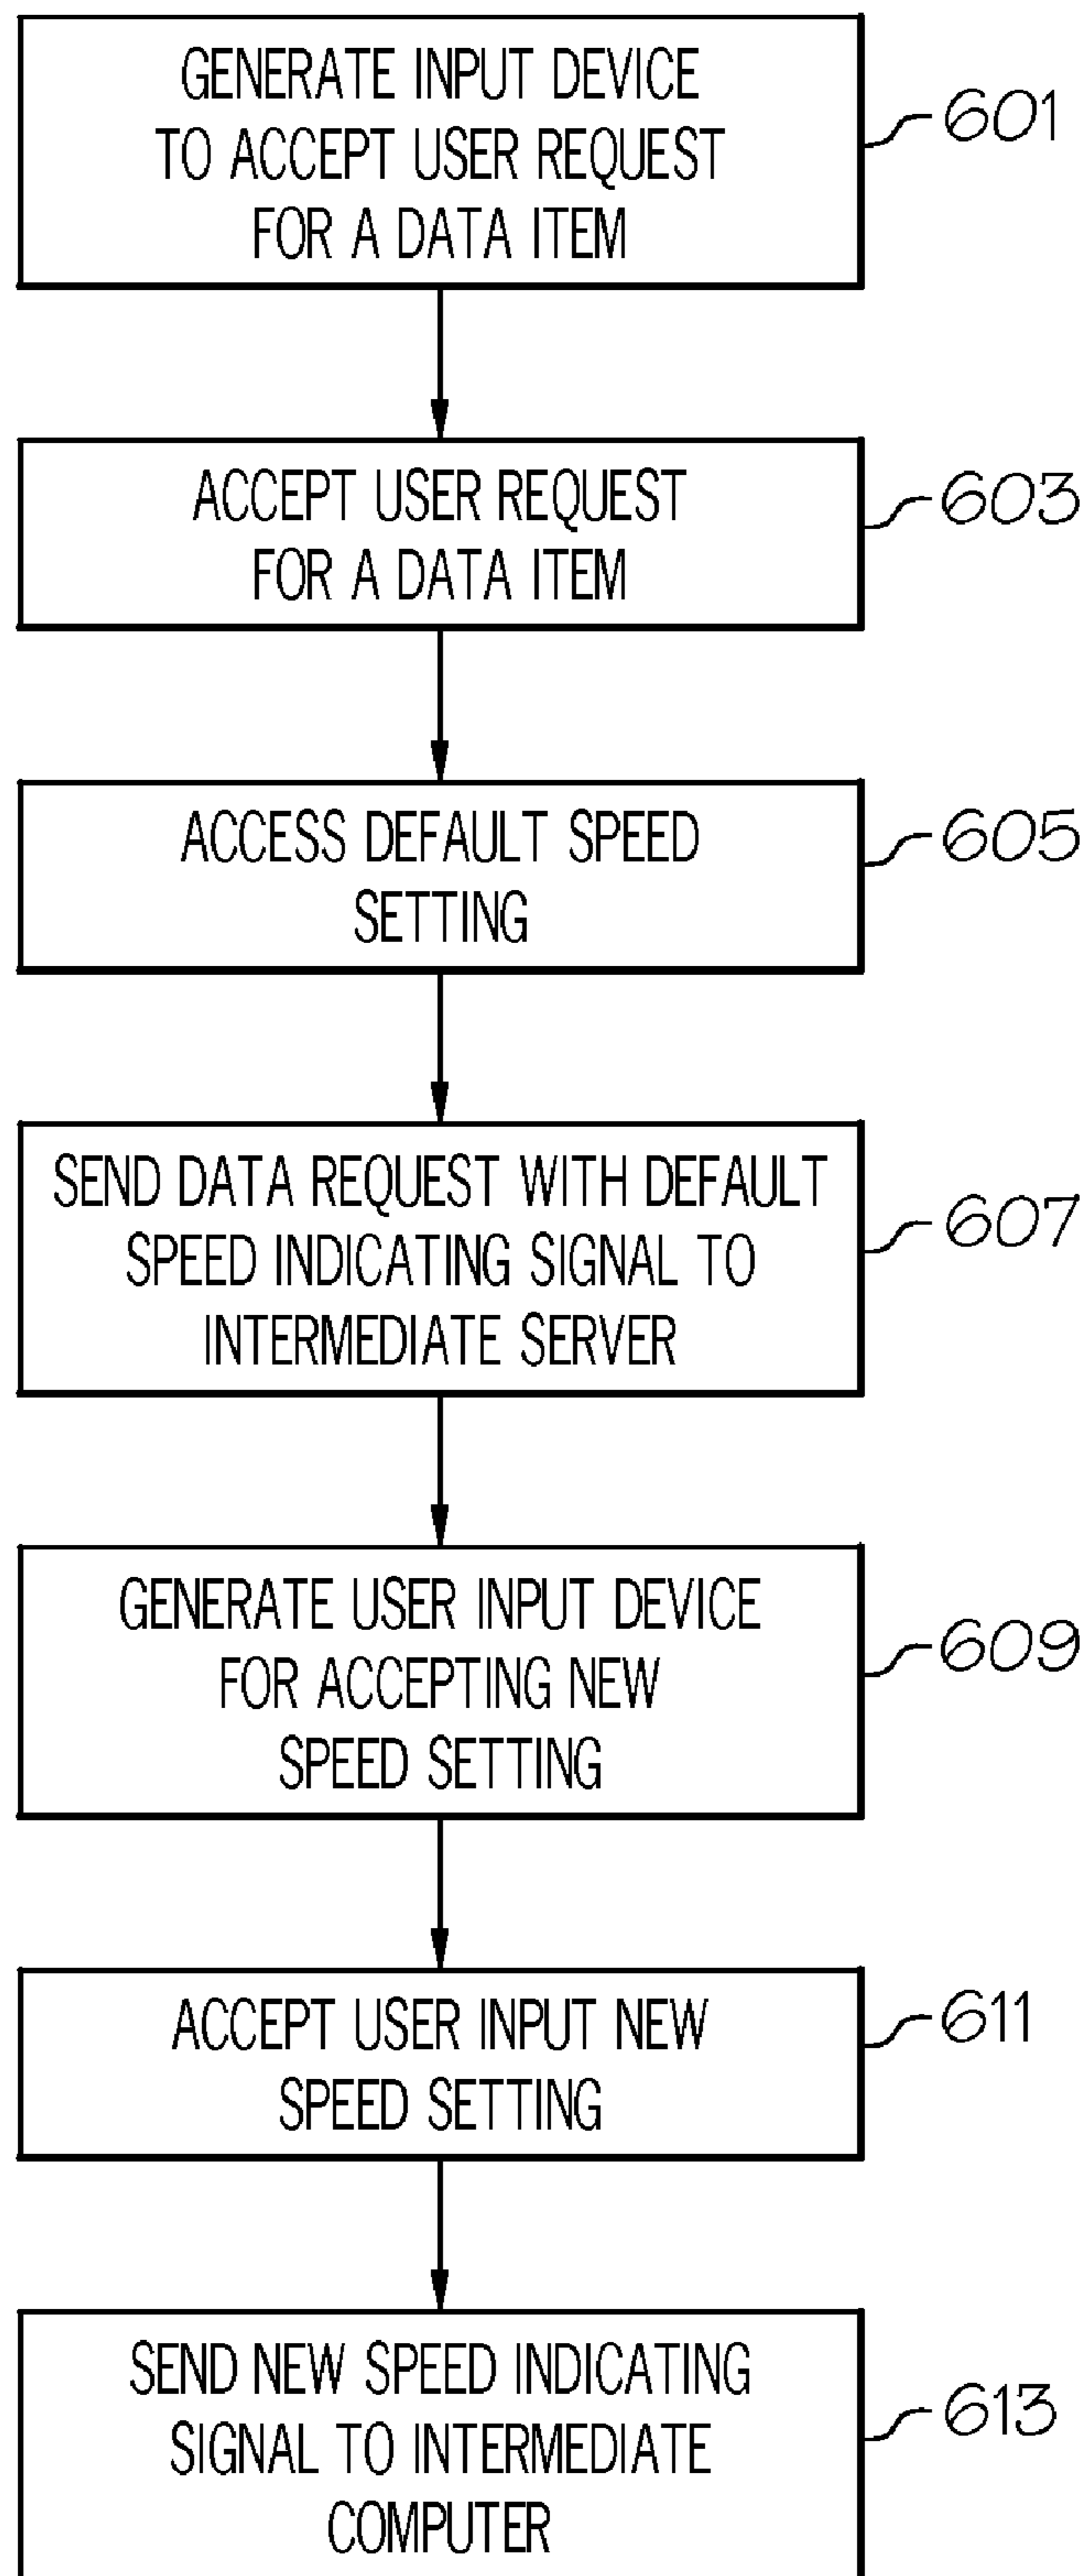 GENERATE INPUT DEVICE
TO ACCEPT USER REQUEST
FOR A DATA ITEM
601
ACCEPT USER REQUEST
FOR A DATA ITEM
603
ACCESS DEFAULT SPEED
SETTING
605
SEND DATA REQUEST WITH DEFAULT
SPEED INDICATING SIGNAL TO
INTERMEDIATE SERVER
607
GENERATE USER INPUT DEVICE
FOR ACCEPTING NEW
SPEED SETTING
609
ACCEPT USER INPUT NEW
SPEED SETTING
611
SEND NEW SPEED INDICATING
SIGNAL TO INTERMEDIATE
COMPUTER
613